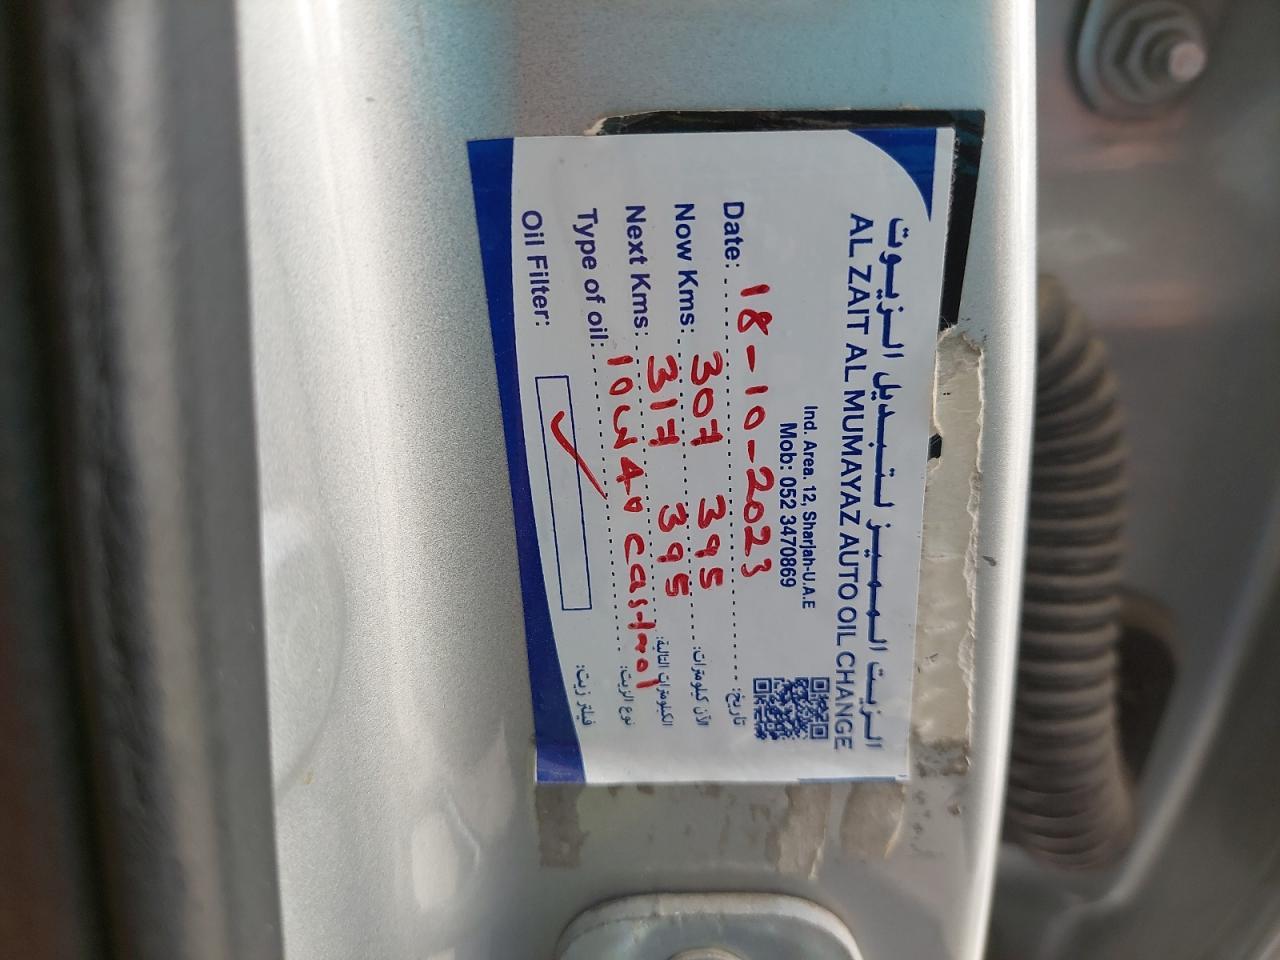 الزيت المميز لتبديل الزيوت
AL ZAIT AL MUMAYAZ AUTO OIL CHANGE
Ind. Area. 12, Sharjah-U.A.E
Mob: 052 3470869
Date: 18-10-2023 تاريخ:
Now Kms: 307 395 الآن كيلومترات:
Next Kms: 317 395 الكيلومترات التالية:
Type of oil: 10W40 Castrol نوع الزيت:
Oil Filter: ✓ فيلتر زيت: